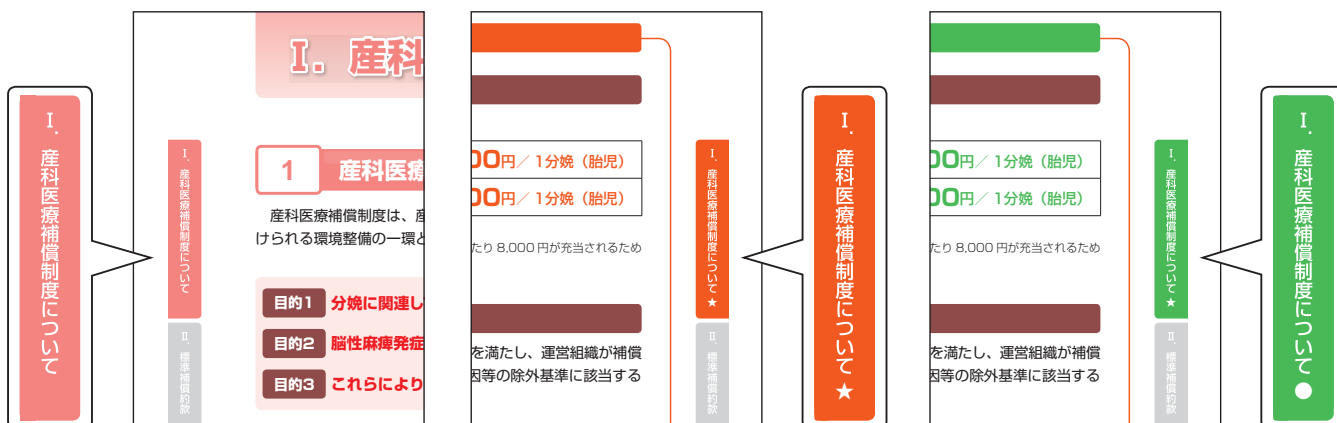 I. 産科医療補償制度について
I. 産科医療補償制度について
II. 標準補償約款
I. 産科
1 産科医療
産科医療補償制度は、産
けられる環境整備の一環と
目的1 分娩に関連し
目的2 脳性麻痺発症
目的3 これらにより
00円／1分娩（胎児）
00円／1分娩（胎児）
たり 8,000 円が充当されるため
を満たし、運営組織が補償
因等の除外基準に該当する
I. 産科医療補償制度について★
II. 標準補償約款
I. 産科医療補償制度について★
00円／1分娩（胎児）
00円／1分娩（胎児）
たり 8,000 円が充当されるため
を満たし、運営組織が補償
因等の除外基準に該当する
I. 産科医療補償制度について★
II. 標準補償約款
I. 産科医療補償制度について●